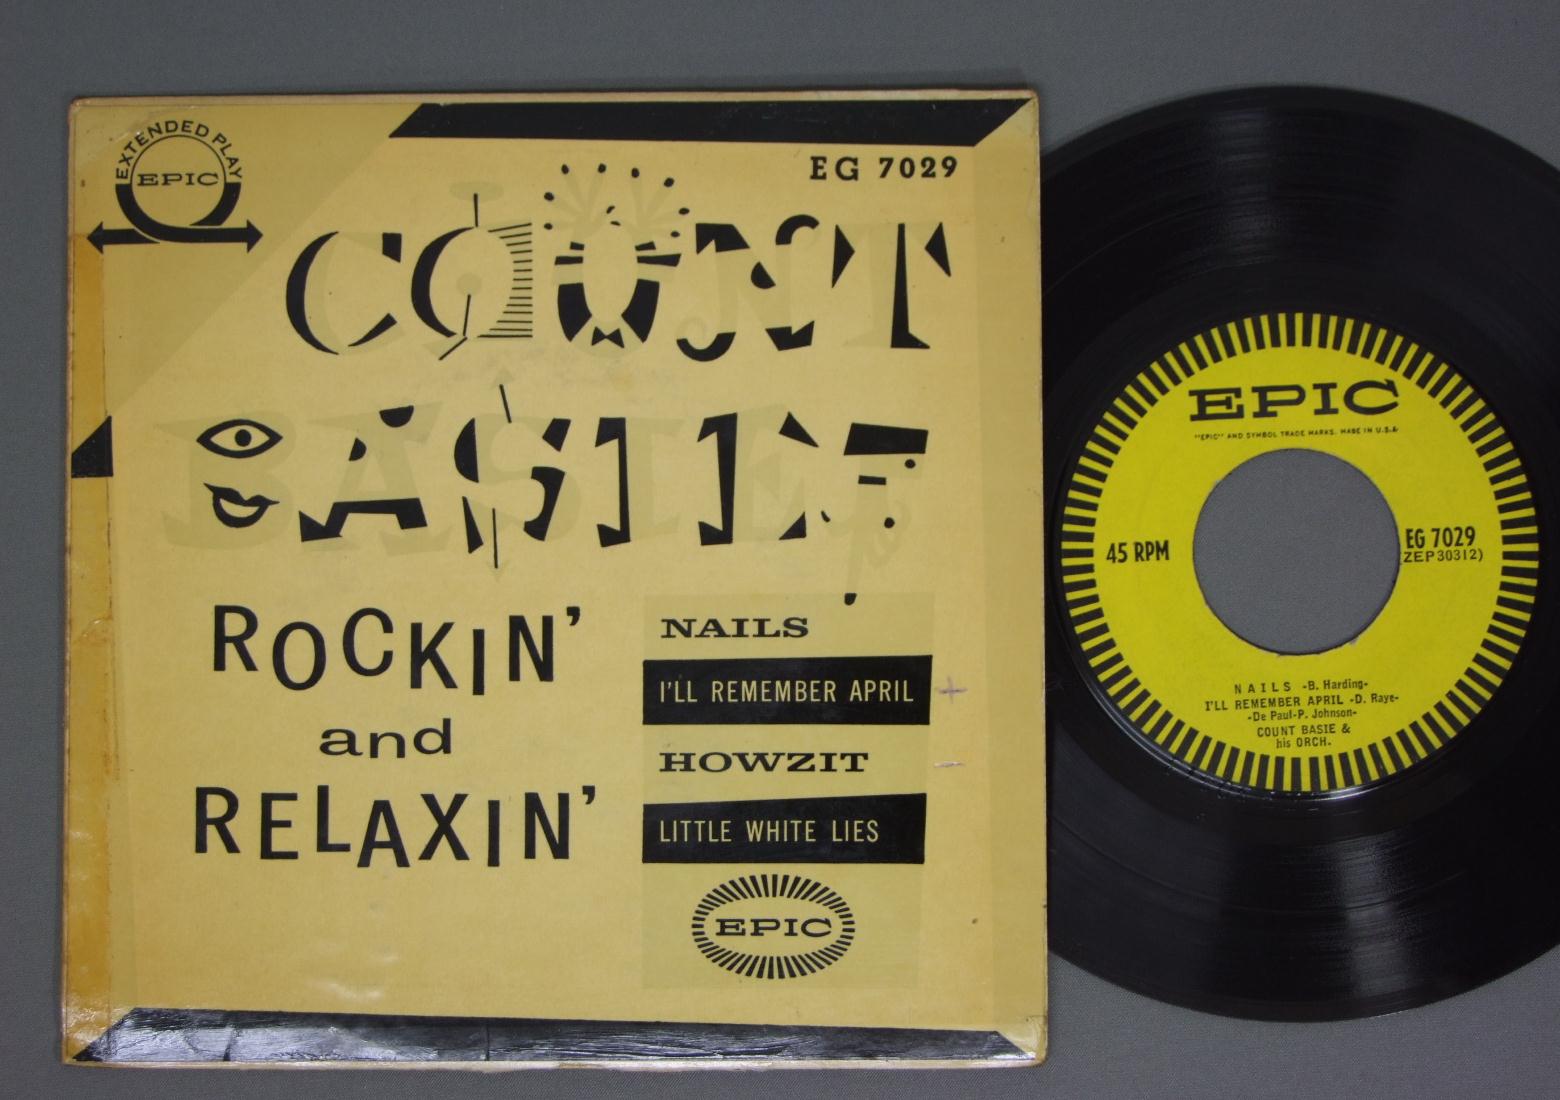 EXTENDED PLAY
EPIC
EG 7029
COUNT
BASIE
ROCKIN'
and
RELAXIN'
NAILS
I'LL REMEMBER APRIL
HOWZIT
LITTLE WHITE LIES
EPIC
EPIC
"EPIC" AND SYMBOL TRADE MARKS. MADE IN U.S.A.
45 RPM
EG 7029
(ZEP30312)
NAILS -B. Harding-
I'LL REMEMBER APRIL -D. Raye-
-De Paul-P. Johnson-
COUNT BASIE &
his ORCH.